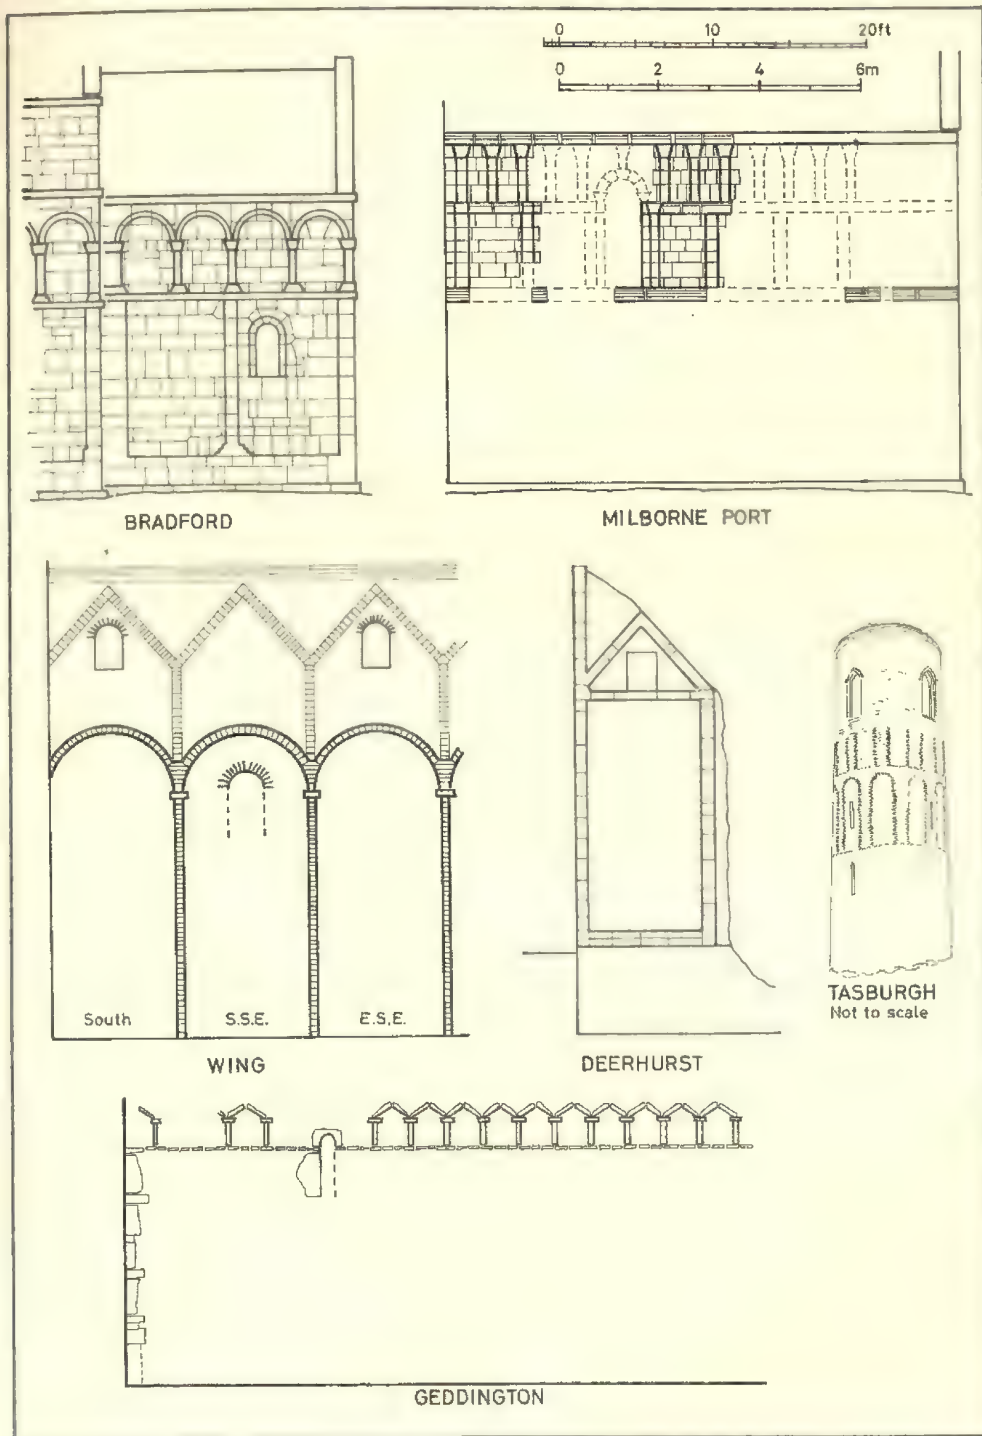 0 10 20ft
0 2 4 6m
BRADFORD
MILBORNE PORT
South S.S.E. E.S.E.
WING
DEERHURST
TASBURGH
Not to scale
GEDDINGTON